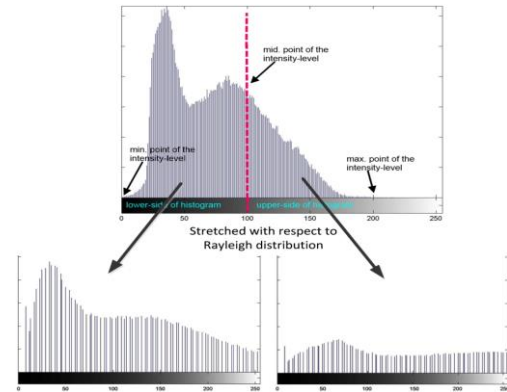 mid. point of the
intensity-level
min. point of the
intensity-level
max. point of the
intensity-level
lower-side of histogram upper-side of histogram
0 50 100 150 200 250
Stretched with respect to
Rayleigh distribution
0 50 100 150 200 250
0 50 100 150 200 250